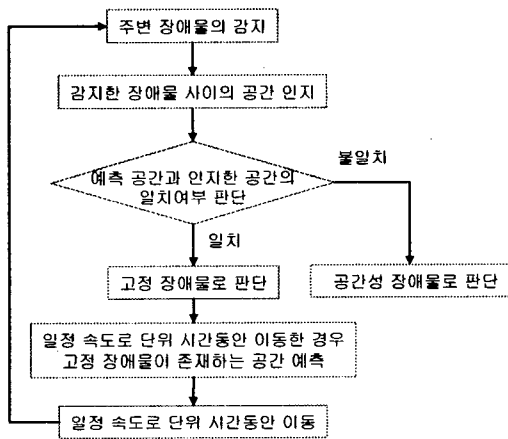 주변 장애물의 감지
감지한 장애물 사이의 공간 인지
불일치
예측 공간과 인지한 공간의
일치여부 판단
일치
고정 장애물로 판단
공간성 장애물로 판단
일정 속도로 단위 시간동안 이동한 경우
고정 장애물이 존재하는 공간 예측
일정 속도로 단위 시간동안 이동